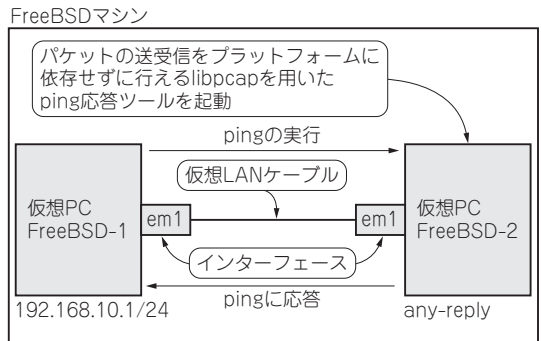 FreeBSDマシン
パケットの送受信をプラットフォームに
依存せずに行えるlibpcapを用いた
ping応答ツールを起動
pingの実行
仮想LANケーブル
仮想PC
FreeBSD-1
em1
em1
仮想PC
FreeBSD-2
インターフェース
pingに応答
192.168.10.1/24
any-reply